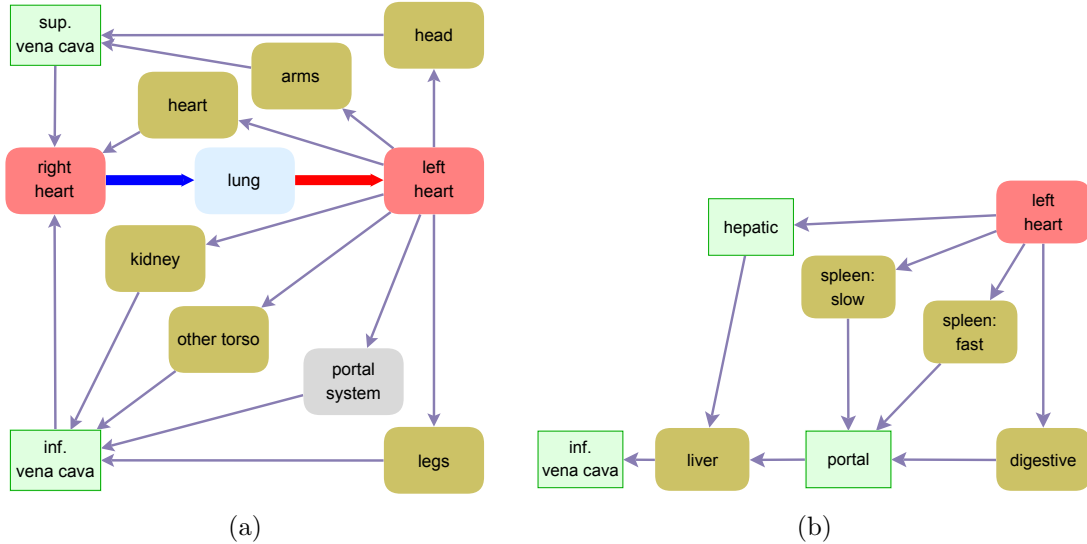 sup.
vena cava
head
arms
heart
right
heart
lung
left
heart
kidney
other torso
portal
system
inf.
vena cava
legs
(a)
left
heart
hepatic
spleen:
slow
spleen:
fast
inf.
vena cava
liver
portal
digestive
(b)